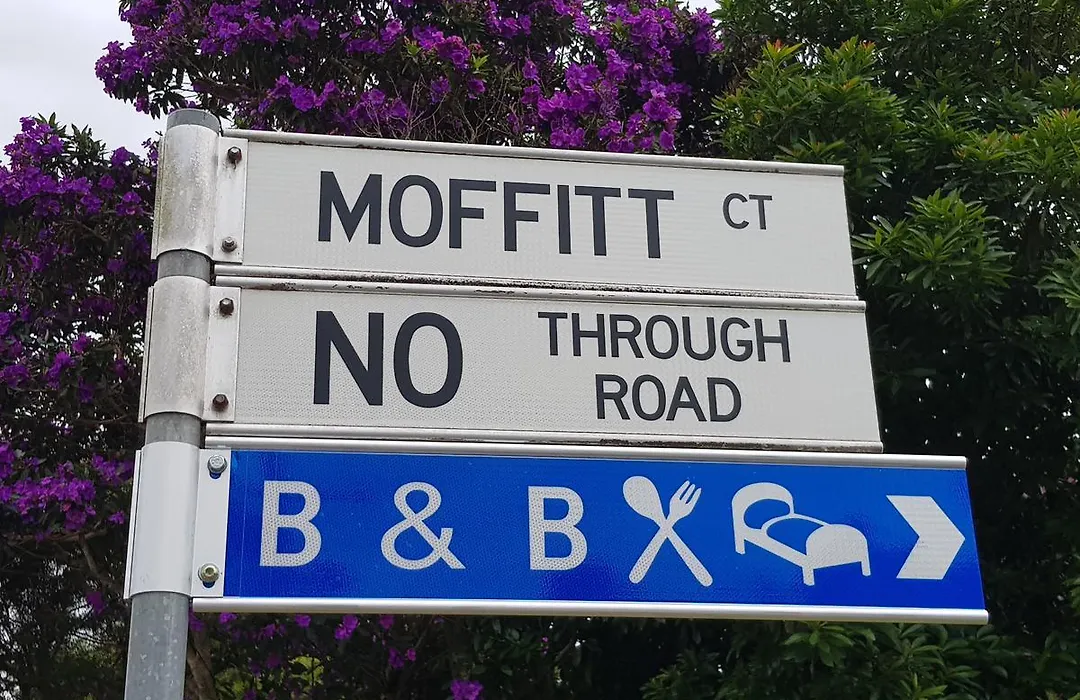 MOFFITT CT
NO THROUGH
ROAD
B & B